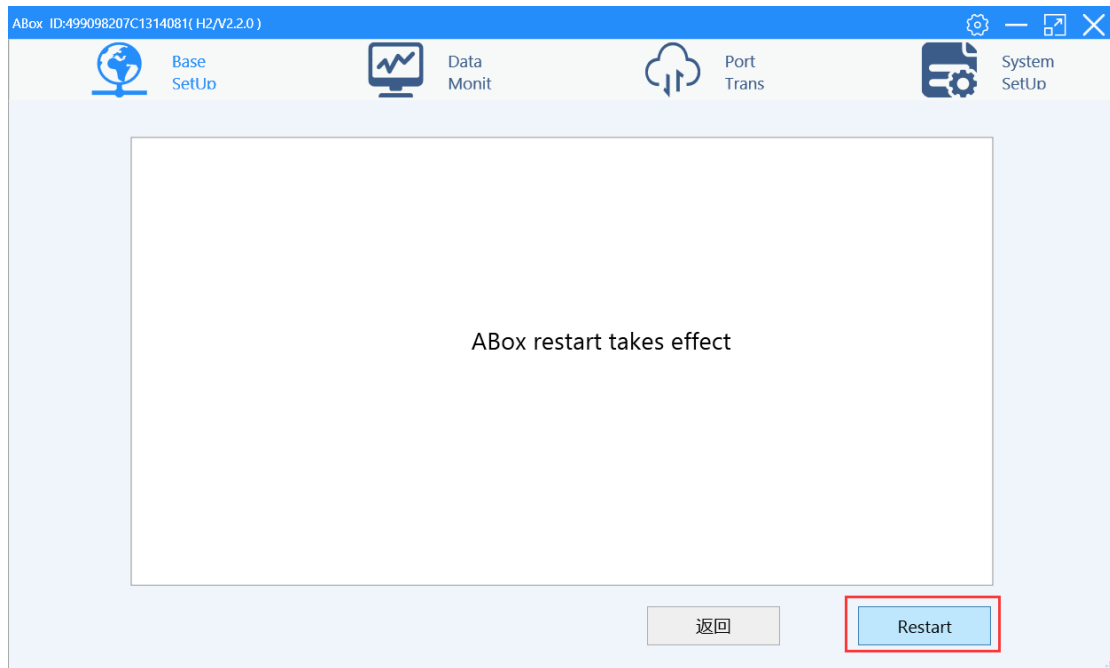 ABox ID:499098207C1314081( H2/V2.2.0 )
Base
SetUp
Data
Monit
Port
Trans
System
SetUp
ABox restart takes effect
返回
Restart